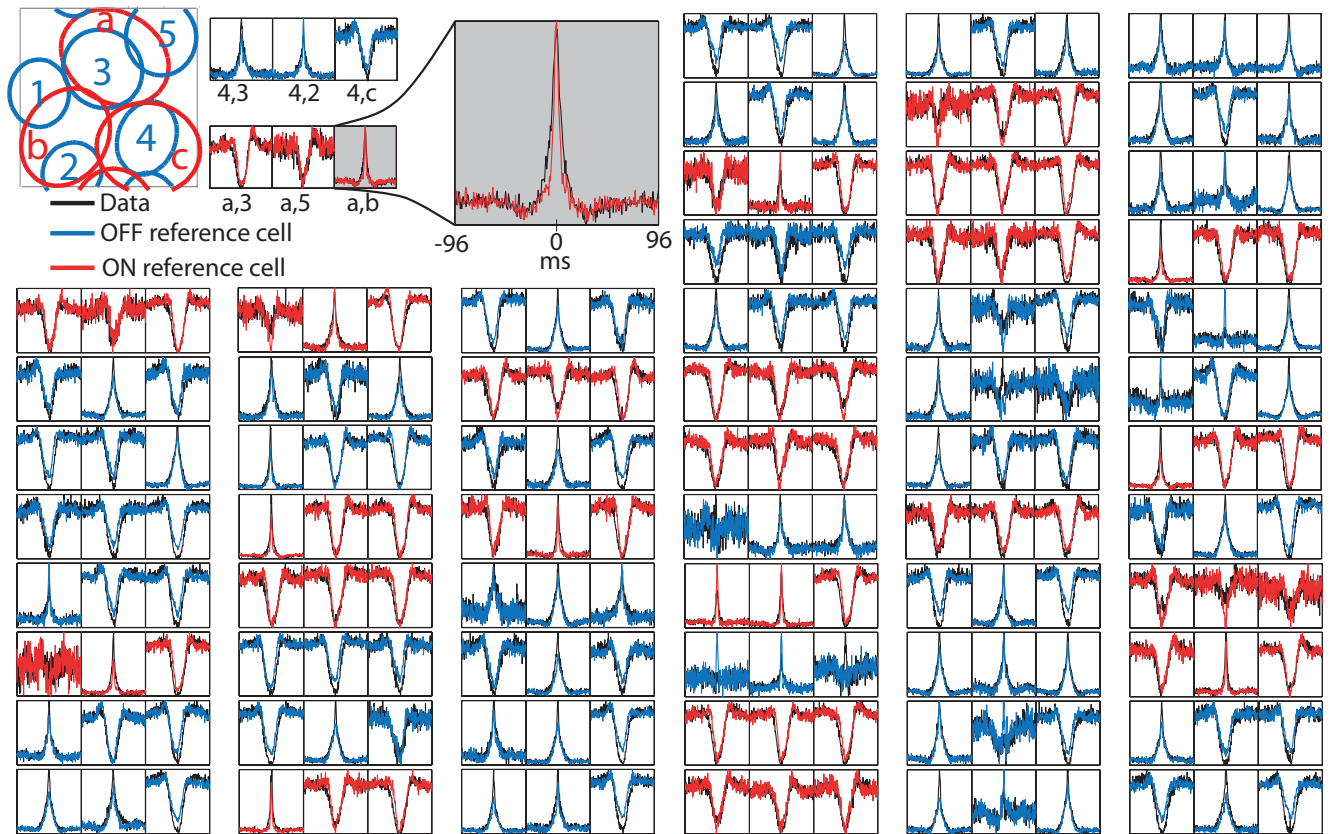 a
5
3
1
b
4
2
c
4,3 4,2 4,c
a,3 a,5 a,b
Data
OFF reference cell
ON reference cell
-96 0 96
ms